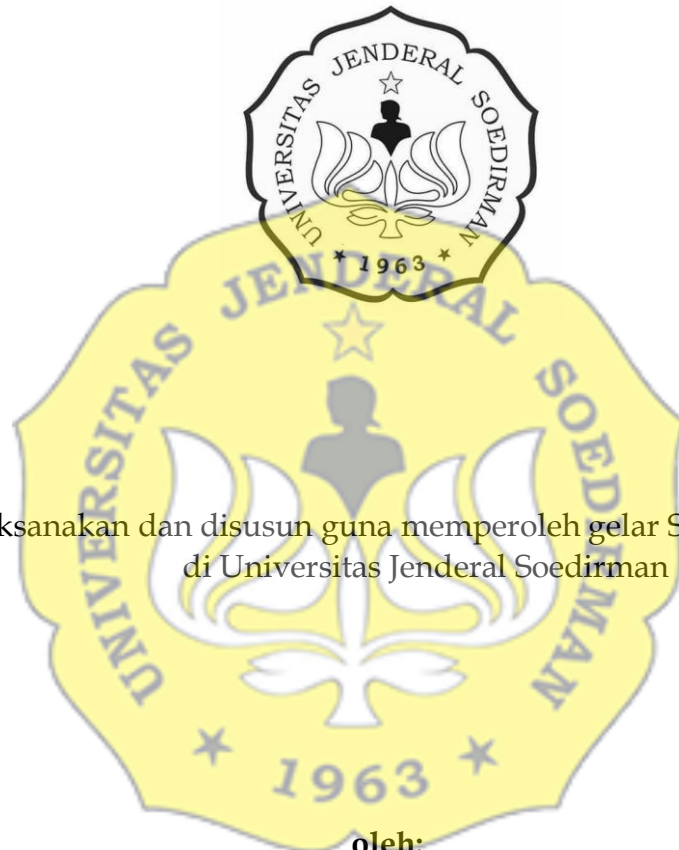 UNIVERSITAS JENDERAL SOEDIRMAN
★ 1963 ★
UNIVERSITAS JENDERAL SOEDIRMAN
★ 1963 ★
dan disusun guna memperoleh gelar
di Universitas Jenderal Soedirman
oleh: